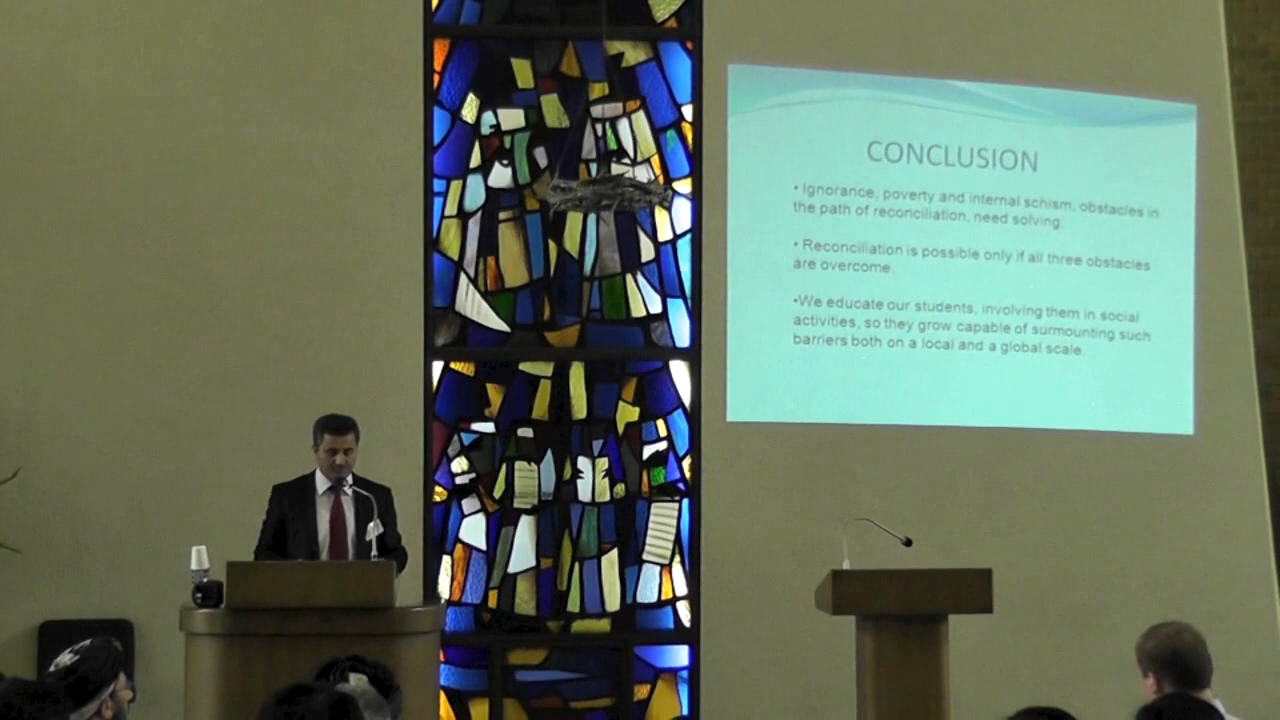 CONCLUSION
• Ignorance, poverty and internal schism, obstacles in
the path of reconciliation, need solving.
• Reconciliation is possible only if all three obstacles
are overcome.
•We educate our students, involving them in social
activities, so they grow capable of surmounting such
barriers both on a local and a global scale.